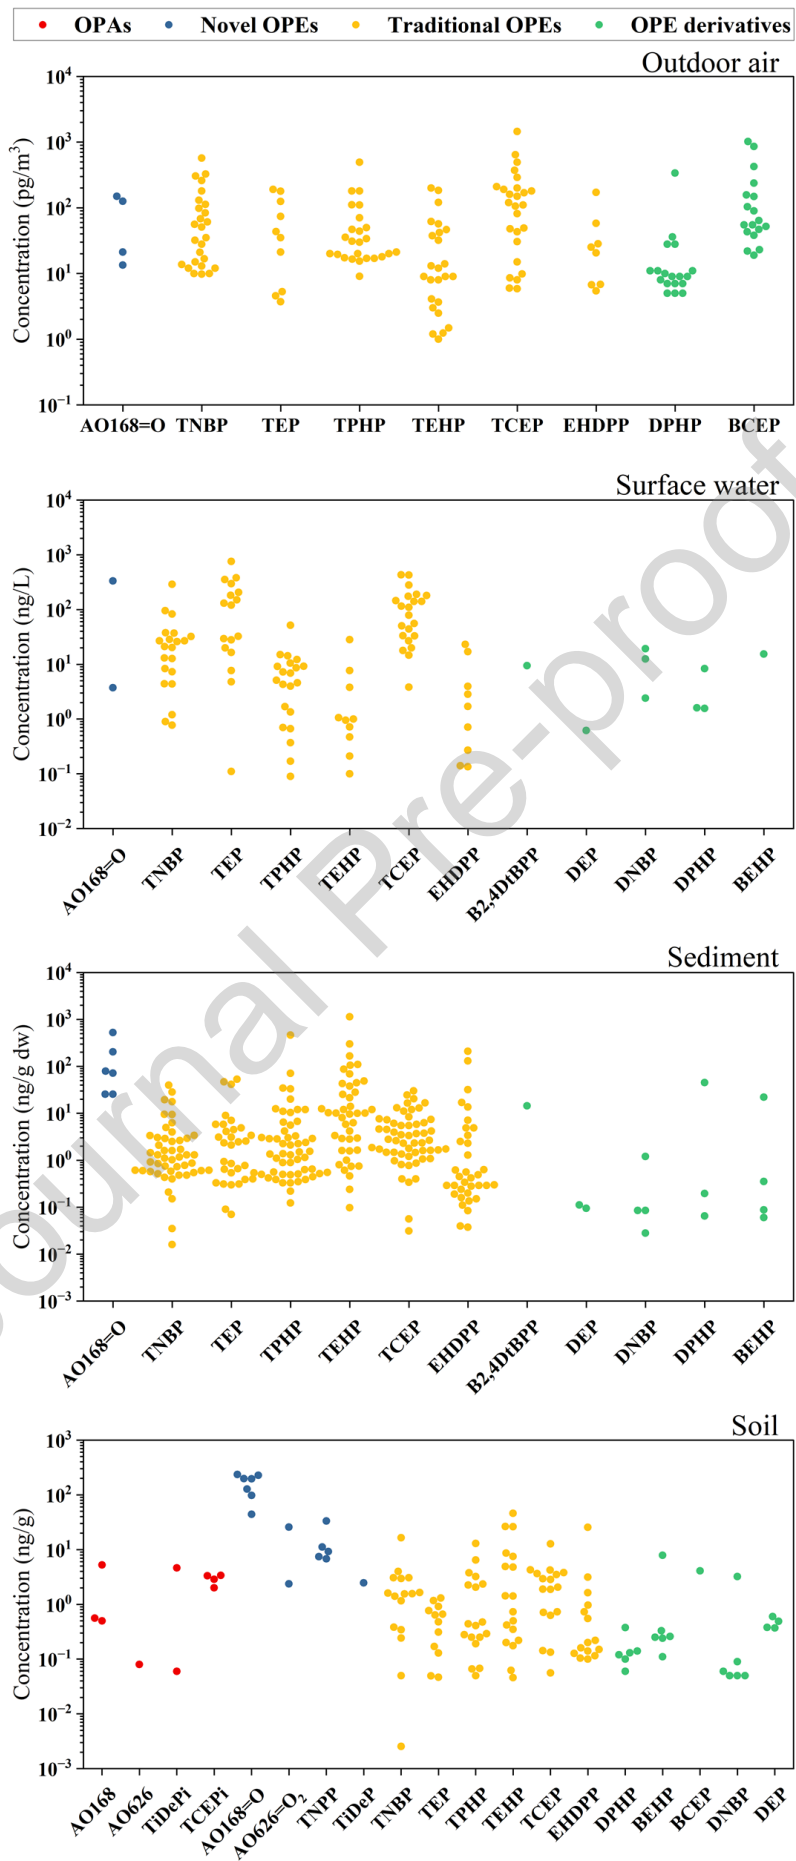 OPAs Novel OPEs Traditional OPEs OPE derivatives
Outdoor air
Concentration (pg/m³)
10⁴
10³
10²
10¹
10⁰
10⁻¹
AO168=O TNBP TEP TPHP TEHP TCEP EHDPP DPHP BCEP
Surface water
Concentration (ng/L)
10⁴
10³
10²
10¹
10⁰
10⁻¹
10⁻²
AO168=O TNBP TEP TPHP TEHP TCEP EHDPP B2,4DtBPP DEP DNBP DPHP BEHP
Sediment
Concentration (ng/g dw)
10⁴
10³
10²
10¹
10⁰
10⁻¹
10⁻²
10⁻³
AO168=O TNBP TEP TPHP TEHP TCEP EHDPP B2,4DtBPP DEP DNBP DPHP BEHP
Soil
Concentration (ng/g)
10³
10²
10¹
10⁰
10⁻¹
10⁻²
10⁻³
AO168 AO626 TiDePi TCEPi AO168=O AO626=O₂ TNPP TiDeP TNBP TEP TPHP TEHP TCEP EHDPP DPHP BEHP BCEP DNBP DEP
Journal Pre-proof